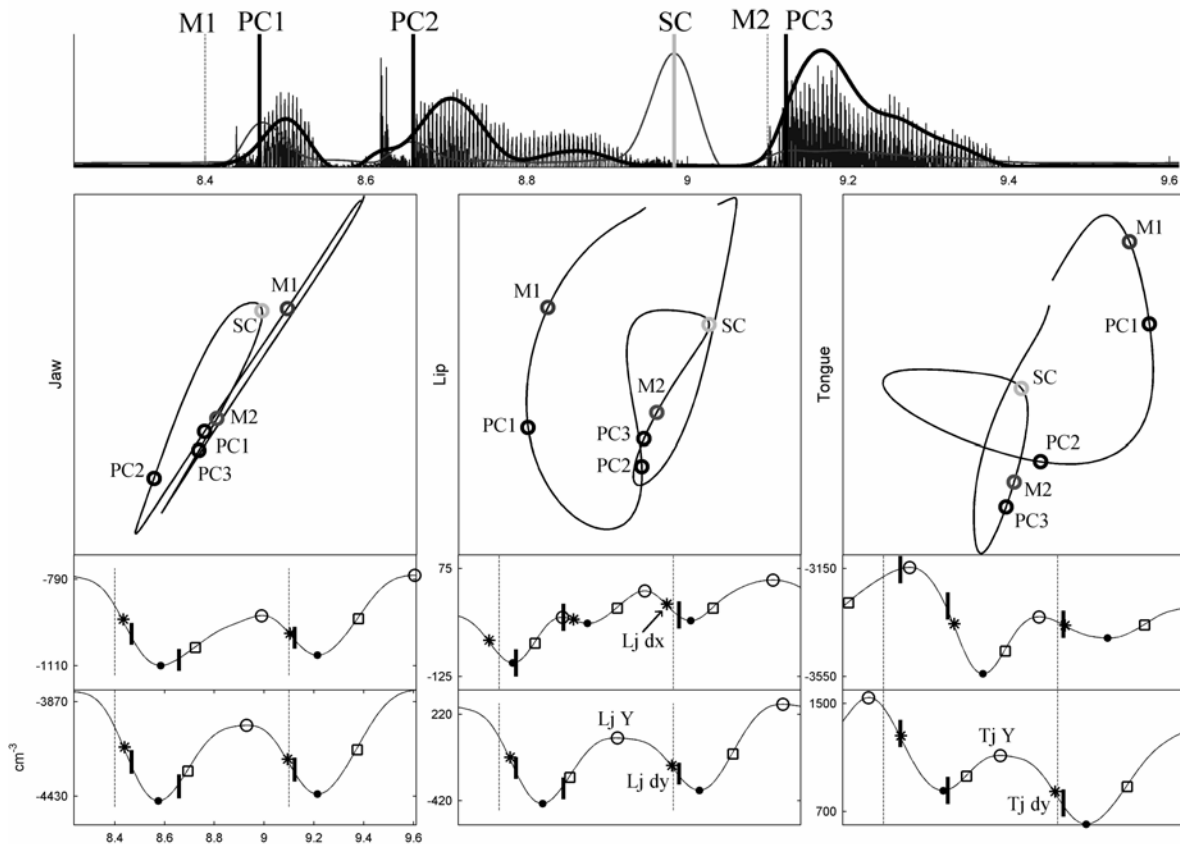 M1 PC1 PC2 SC M2 PC3
8.4 8.6 8.8 9 9.2 9.4 9.6
Jaw
M1
SC
M2
PC1
PC2
PC3
Lip
M1
SC
M2
PC1
PC3
PC2
Tongue
M1
PC1
SC
PC2
M2
PC3
-790
-1110
75
-125
Lj dx
-3150
-3550
cm-3
-3870
-4430
8.4 8.6 8.8 9 9.2 9.4 9.6
220
-420
Lj Y
Lj dy
1500
700
Tj Y
Tj dy